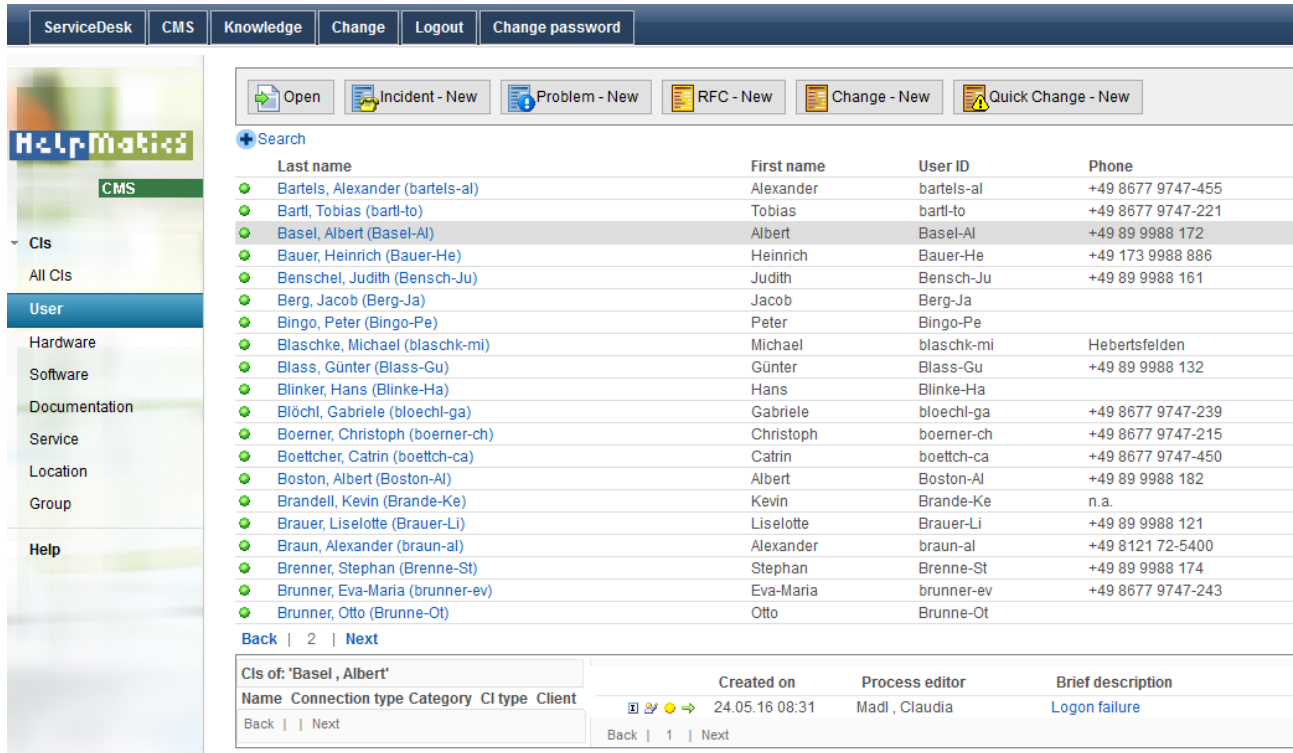 ServiceDesk CMS Knowledge Change Logout Change password
Open Incident - New Problem - New RFC - New Change - New Quick Change - New
HelpMatics
CMS
CIs
All CIs
User
Hardware
Software
Documentation
Service
Location
Group
Help
Search
Last name First name User ID Phone
Bartels, Alexander (bartels-al) Alexander bartels-al +49 8677 9747-455
Bartl, Tobias (bartl-to) Tobias bartl-to +49 8677 9747-221
Basel, Albert (Basel-Al) Albert Basel-Al +49 89 9988 172
Bauer, Heinrich (Bauer-He) Heinrich Bauer-He +49 173 9988 886
Benschel, Judith (Bensch-Ju) Judith Bensch-Ju +49 89 9988 161
Berg, Jacob (Berg-Ja) Jacob Berg-Ja
Bingo, Peter (Bingo-Pe) Peter Bingo-Pe
Blaschke, Michael (blaschk-mi) Michael blaschk-mi Hebertsfelden
Blass, Günter (Blass-Gu) Günter Blass-Gu +49 89 9988 132
Blinker, Hans (Blinke-Ha) Hans Blinke-Ha
Blöchl, Gabriele (bloechl-ga) Gabriele bloechl-ga +49 8677 9747-239
Boerner, Christoph (boerner-ch) Christoph boerner-ch +49 8677 9747-215
Boettcher, Catrin (boettch-ca) Catrin boettch-ca +49 8677 9747-450
Boston, Albert (Boston-Al) Albert Boston-Al +49 89 9988 182
Brandell, Kevin (Brande-Ke) Kevin Brande-Ke n.a.
Brauer, Liselotte (Brauer-Li) Liselotte Brauer-Li +49 89 9988 121
Braun, Alexander (braun-al) Alexander braun-al +49 8121 72-5400
Brenner, Stephan (Brenne-St) Stephan Brenne-St +49 89 9988 174
Brunner, Eva-Maria (brunner-ev) Eva-Maria brunner-ev +49 8677 9747-243
Brunner, Otto (Brunne-Ot) Otto Brunne-Ot
Back | 2 | Next
CIs of: 'Basel , Albert'
Name Connection type Category CI type Client
Back | | Next
Created on Process editor Brief description
24.05.16 08:31 Madl , Claudia Logon failure
Back | 1 | Next